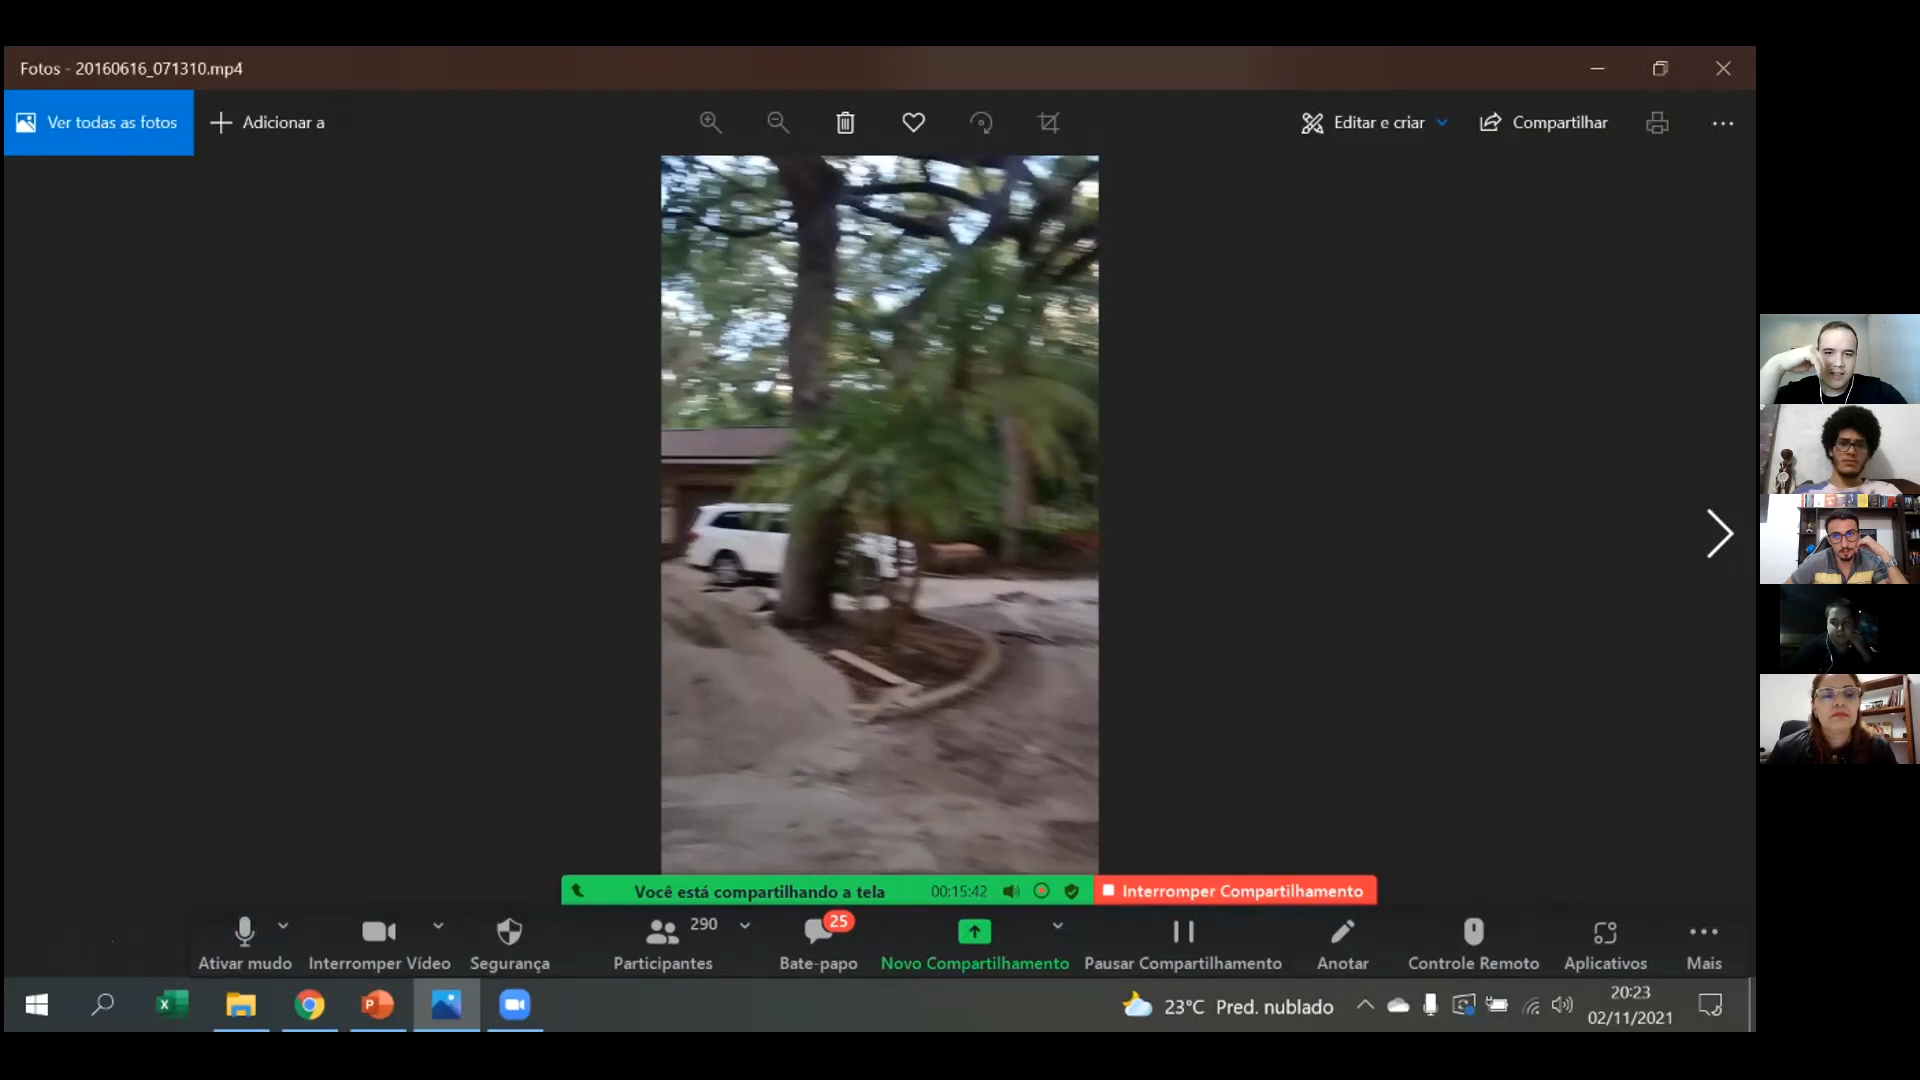 Fotos - 20160616_071310.mp4
Ver todas as fotos
Adicionar a
Editar e criar
Compartilhar
Você está compartilhando a tela
00:15:42
Interromper Compartilhamento
290
25
Ativar mudo
Interromper Vídeo
Segurança
Participantes
Bate-papo
Novo Compartilhamento
Pausar Compartilhamento
Anotar
Controle Remoto
Aplicativos
Mais
23°C Pred. nublado
20:23
02/11/2021